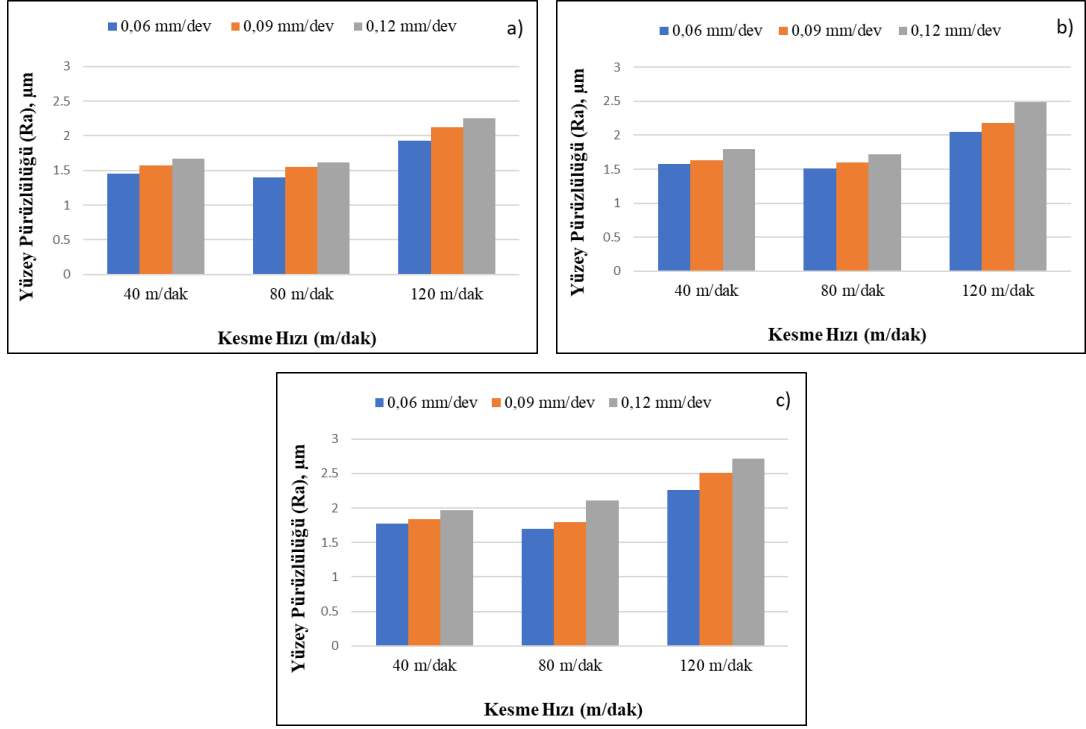 0,06 mm/dev 0,09 mm/dev 0,12 mm/dev a)
Yüzey Pürüzlülüğü (Ra), µm
3
2.5
2
1.5
1
0.5
0
40 m/dak 80 m/dak 120 m/dak
Kesme Hızı (m/dak)
0,06 mm/dev 0,09 mm/dev 0,12 mm/dev b)
Yüzey Pürüzlülüğü (Ra), µm
3
2.5
2
1.5
1
0.5
0
40 m/dak 80 m/dak 120 m/dak
Kesme Hızı (m/dak)
0,06 mm/dev 0,09 mm/dev 0,12 mm/dev c)
Yüzey Pürüzlülüğü (Ra), µm
3
2.5
2
1.5
1
0.5
0
40 m/dak 80 m/dak 120 m/dak
Kesme Hızı (m/dak)